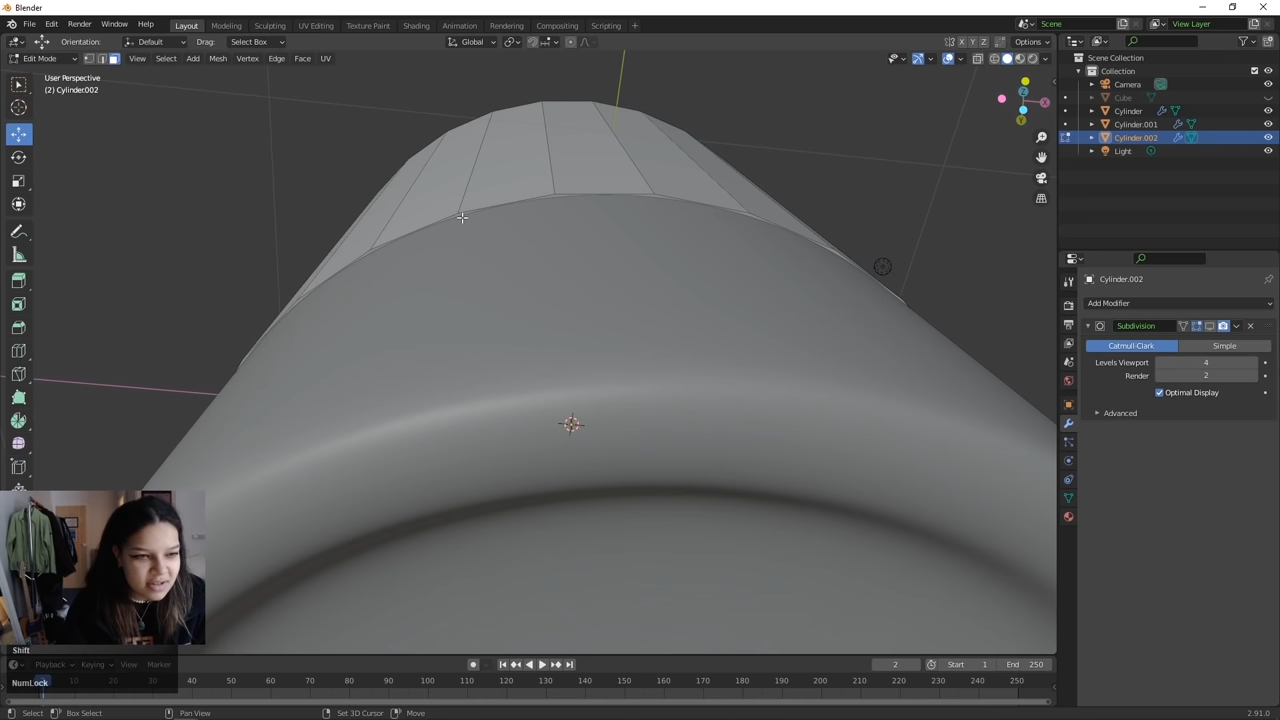 Blender
File Edit Render Window Help
Layout Modeling Sculpting UV Editing Texture Paint Shading Animation Rendering Compositing Scripting +
Scene
View Layer
Orientation: Default Drag: Select Box
Global
X Y Z
Options
Edit Mode View Select Add Mesh Vertex Edge Face UV
User Perspective
(2) Cylinder.002
Z
X
Y
Scene Collection
Collection
Camera
Cube
Cylinder
Cylinder.001
Cylinder.002
Light
Cylinder.002
Add Modifier
Subdivision
Catmull-Clark Simple
Levels Viewport 4
Render 2
Optimal Display
Advanced
Shift
Playback Keying View Marker
NumLock
2 Start 1 End 250
10 20 30 40 50 60 70 80 90 100 110 120 130 140 150 160 170 180 190 200 210 220 230 240 250
Select Box Select Pan View Set 3D Cursor Move
2.91.0